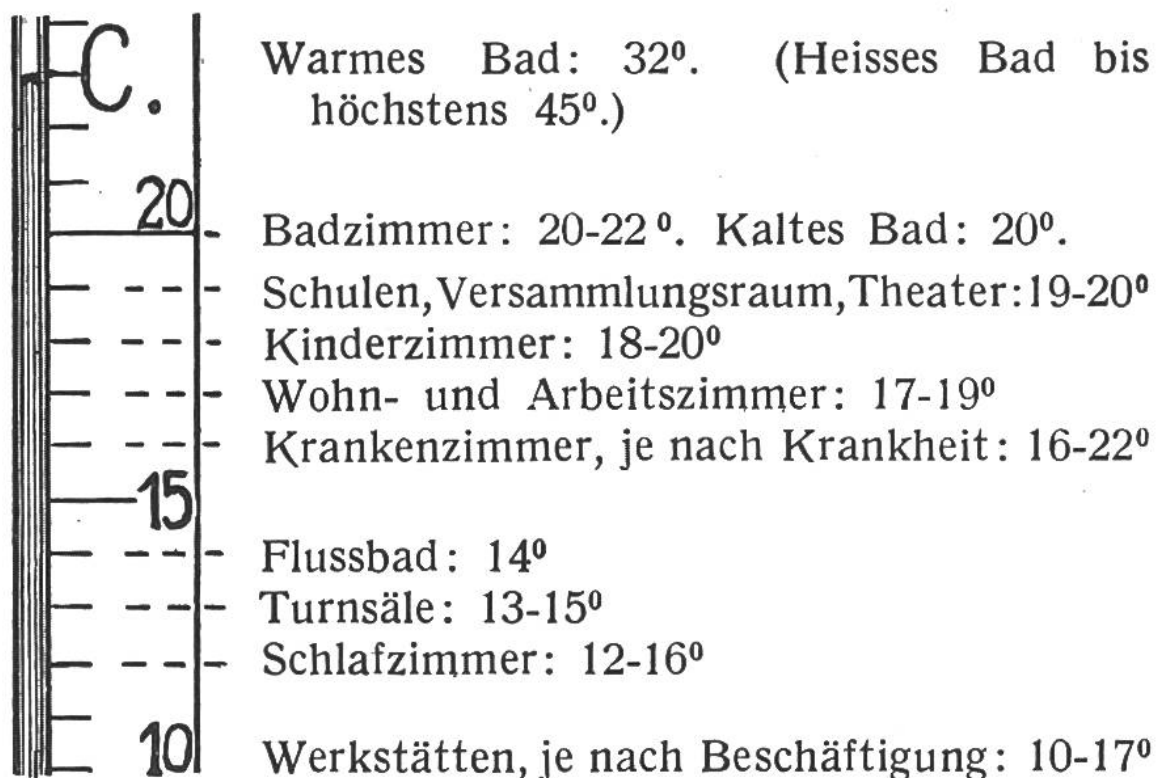 C.
Warmes Bad: 32⁰. (Heisses Bad bis
höchstens 45⁰.)
20
Badzimmer: 20-22⁰. Kaltes Bad: 20⁰.
Schulen, Versammlungsraum, Theater: 19-20⁰
Kinderzimmer: 18-20⁰
Wohn- und Arbeitszimmer: 17-19⁰
Krankenzimmer, je nach Krankheit: 16-22⁰
15
Flussbad: 14⁰
Turnsäle: 13-15⁰
Schlafzimmer: 12-16⁰
10
Werkstätten, je nach Beschäftigung: 10-17⁰